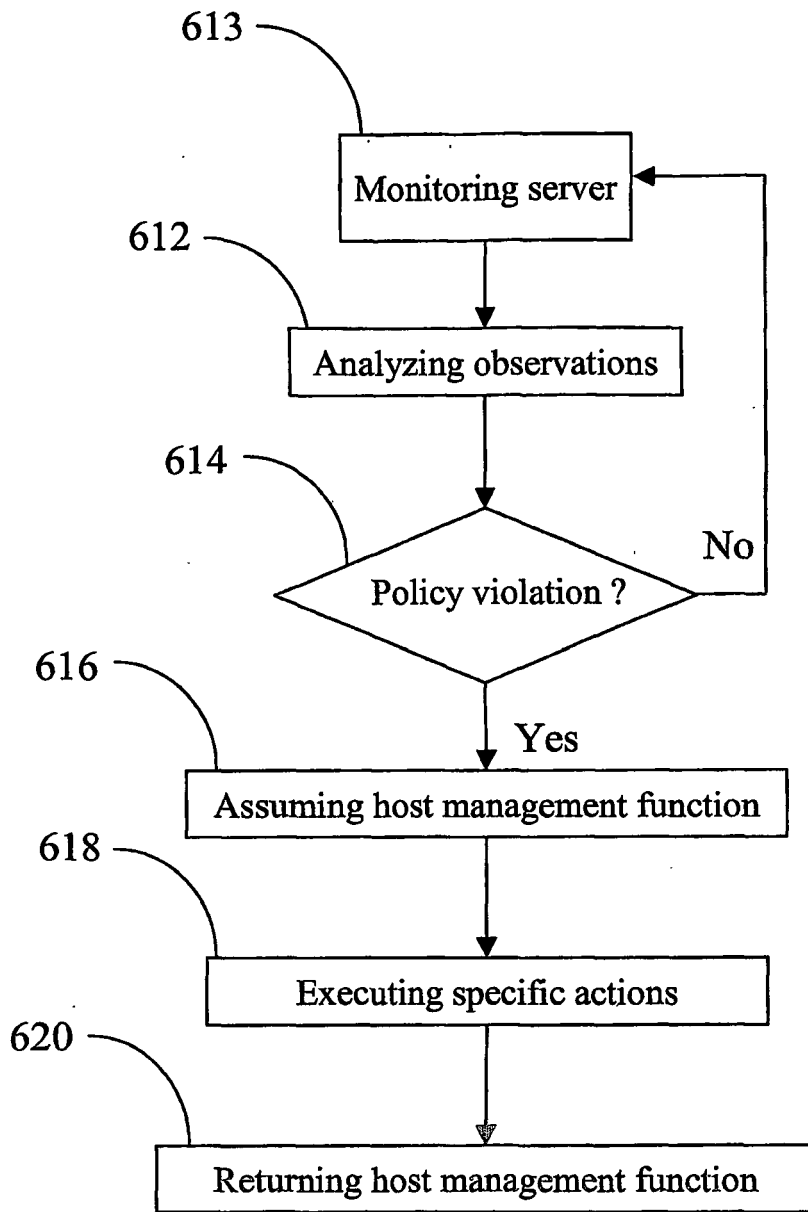 613
Monitoring server
612
Analyzing observations
614
Policy violation ?
No
616
Yes
Assuming host management function
618
Executing specific actions
620
Returning host management function